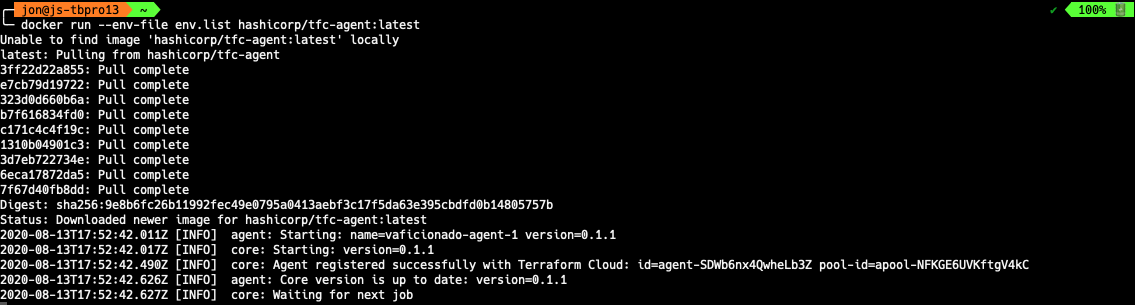 jon@js-tbpro13 ~ ✔ 100%
docker run --env-file env.list hashicorp/tfc-agent:latest
Unable to find image 'hashicorp/tfc-agent:latest' locally
latest: Pulling from hashicorp/tfc-agent
3ff22d22a855: Pull complete
e7cb79d19722: Pull complete
323d0d660b6a: Pull complete
b7f616834fd0: Pull complete
c171c4c4f19c: Pull complete
1310b04901c3: Pull complete
3d7eb722734e: Pull complete
6eca17872da5: Pull complete
7f67d40fb8dd: Pull complete
Digest: sha256:9e8b6fc26b11992fec49e0795a0413aebf3c17f5da63e395cbdfd0b14805757b
Status: Downloaded newer image for hashicorp/tfc-agent:latest
2020-08-13T17:52:42.011Z [INFO]  agent: Starting: name=vaficionado-agent-1 version=0.1.1
2020-08-13T17:52:42.017Z [INFO]  core: Starting: version=0.1.1
2020-08-13T17:52:42.490Z [INFO]  core: Agent registered successfully with Terraform Cloud: id=agent-SDWb6nx4QwheLb3Z pool-id=apool-NFKGE6UVKftgV4kC
2020-08-13T17:52:42.626Z [INFO]  agent: Core version is up to date: version=0.1.1
2020-08-13T17:52:42.627Z [INFO]  core: Waiting for next job